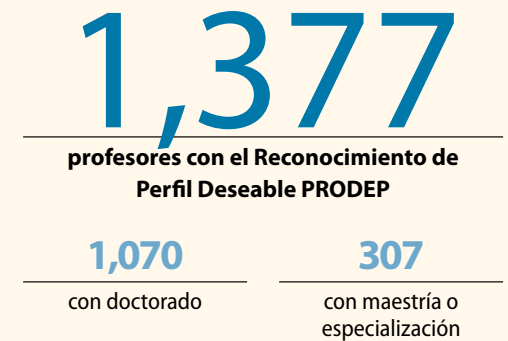 1,377
profesores con el Reconocimiento de
Perfil Deseable PRODEP
1,070
con doctorado
307
con maestría o
especialización